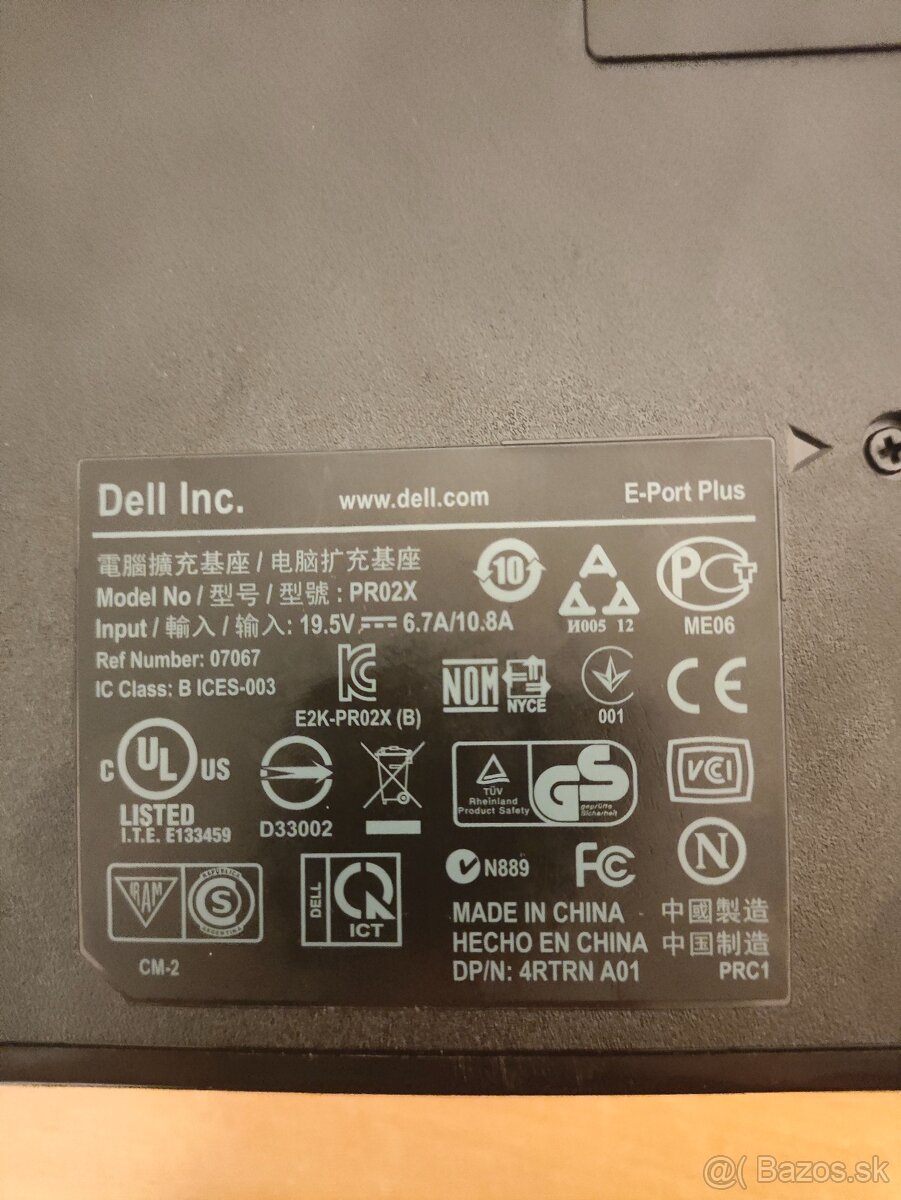 Dell Inc.
www.dell.com
E-Port Plus
電腦擴充基座 / 电脑扩充基座
Model No / 型号 / 型號 : PR02X
Input / 輸入 / 输入: 19.5V⎓ 6.7A/10.8A
Ref Number: 07067
IC Class: B ICES-003
10
И005 12
PCT
ME06
KC
E2K-PR02X (B)
NOM
NYCE
001
CE
C UL US
LISTED
I.T.E. E133459
D33002
TÜV
Rheinland
Product Safety
GS
geprüfte
Sicherheit
VCI
IRAM
REPUBLICA
S
ARGENTINA
CM-2
DELL
ICT
N889
FC
N
MADE IN CHINA 中國製造
HECHO EN CHINA 中国制造
DP/N: 4RTRN A01
PRC1
@( Bazos.sk